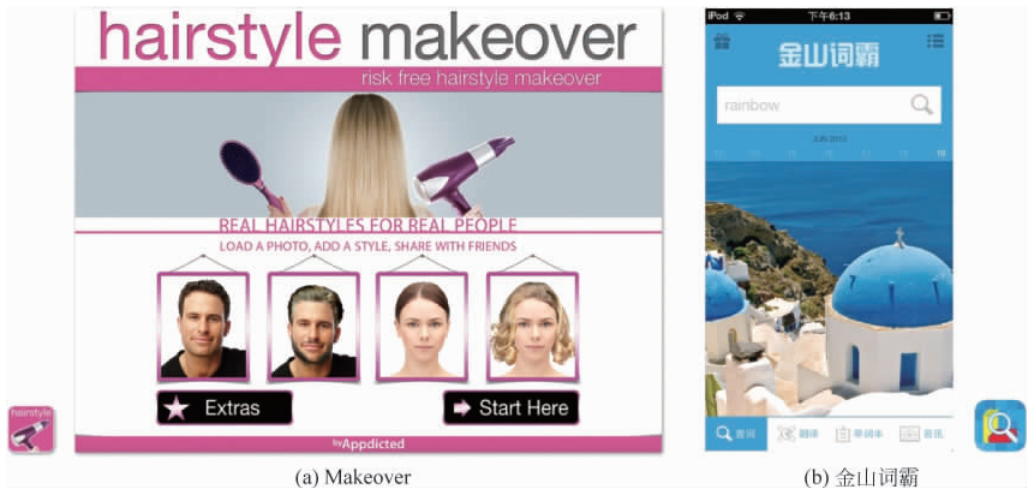 hairstyle makeover
risk free hairstyle makeover
REAL HAIRSTYLES FOR REAL PEOPLE
LOAD A PHOTO, ADD A STYLE, SHARE WITH FRIENDS
Extras
Start Here
by Appdicted
hairstyle
(a) Makeover
iPod 下午6:13
金山词霸
rainbow
JUN 2013
查词 翻译 单词本
(b) 金山词霸